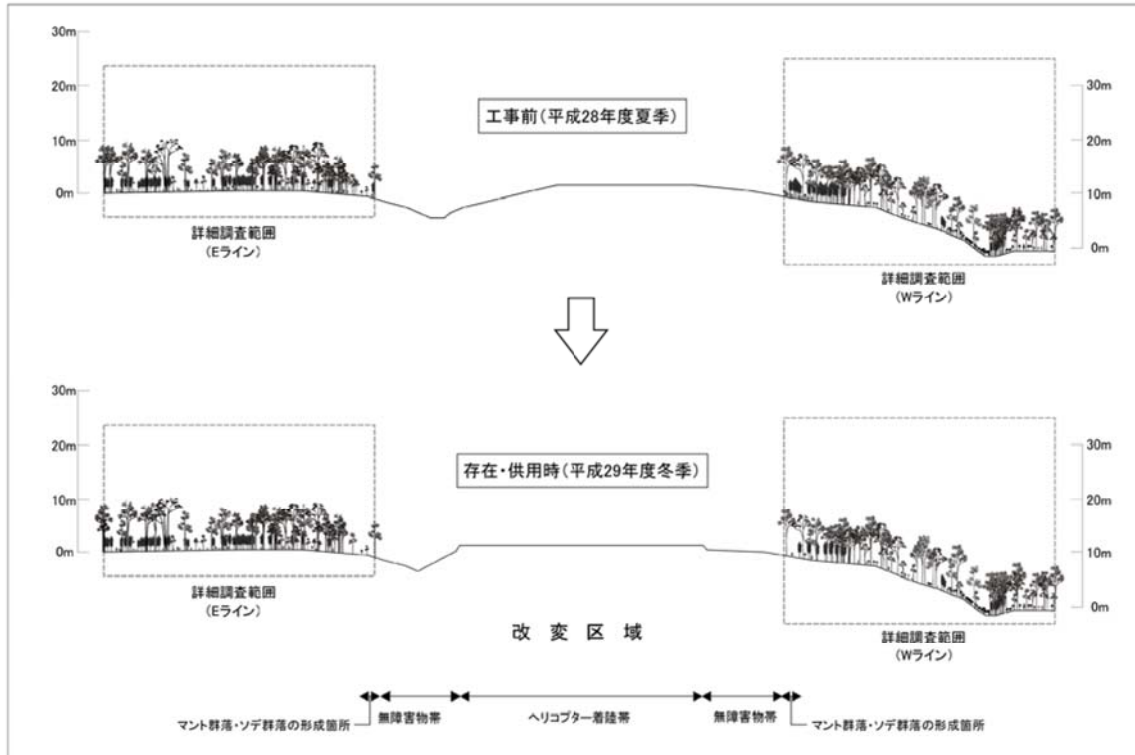 30m
20m
10m
0m
工事前(平成28年度夏季)
30m
20m
10m
0m
詳細調査範囲
(Eライン)
詳細調査範囲
(Wライン)
30m
20m
10m
0m
存在・供用時(平成29年度冬季)
30m
20m
10m
0m
詳細調査範囲
(Eライン)
改変区域
詳細調査範囲
(Wライン)
マント群落・ソデ群落の形成箇所
無障害物帯
ヘリコプター着陸帯
無障害物帯
マント群落・ソデ群落の形成箇所